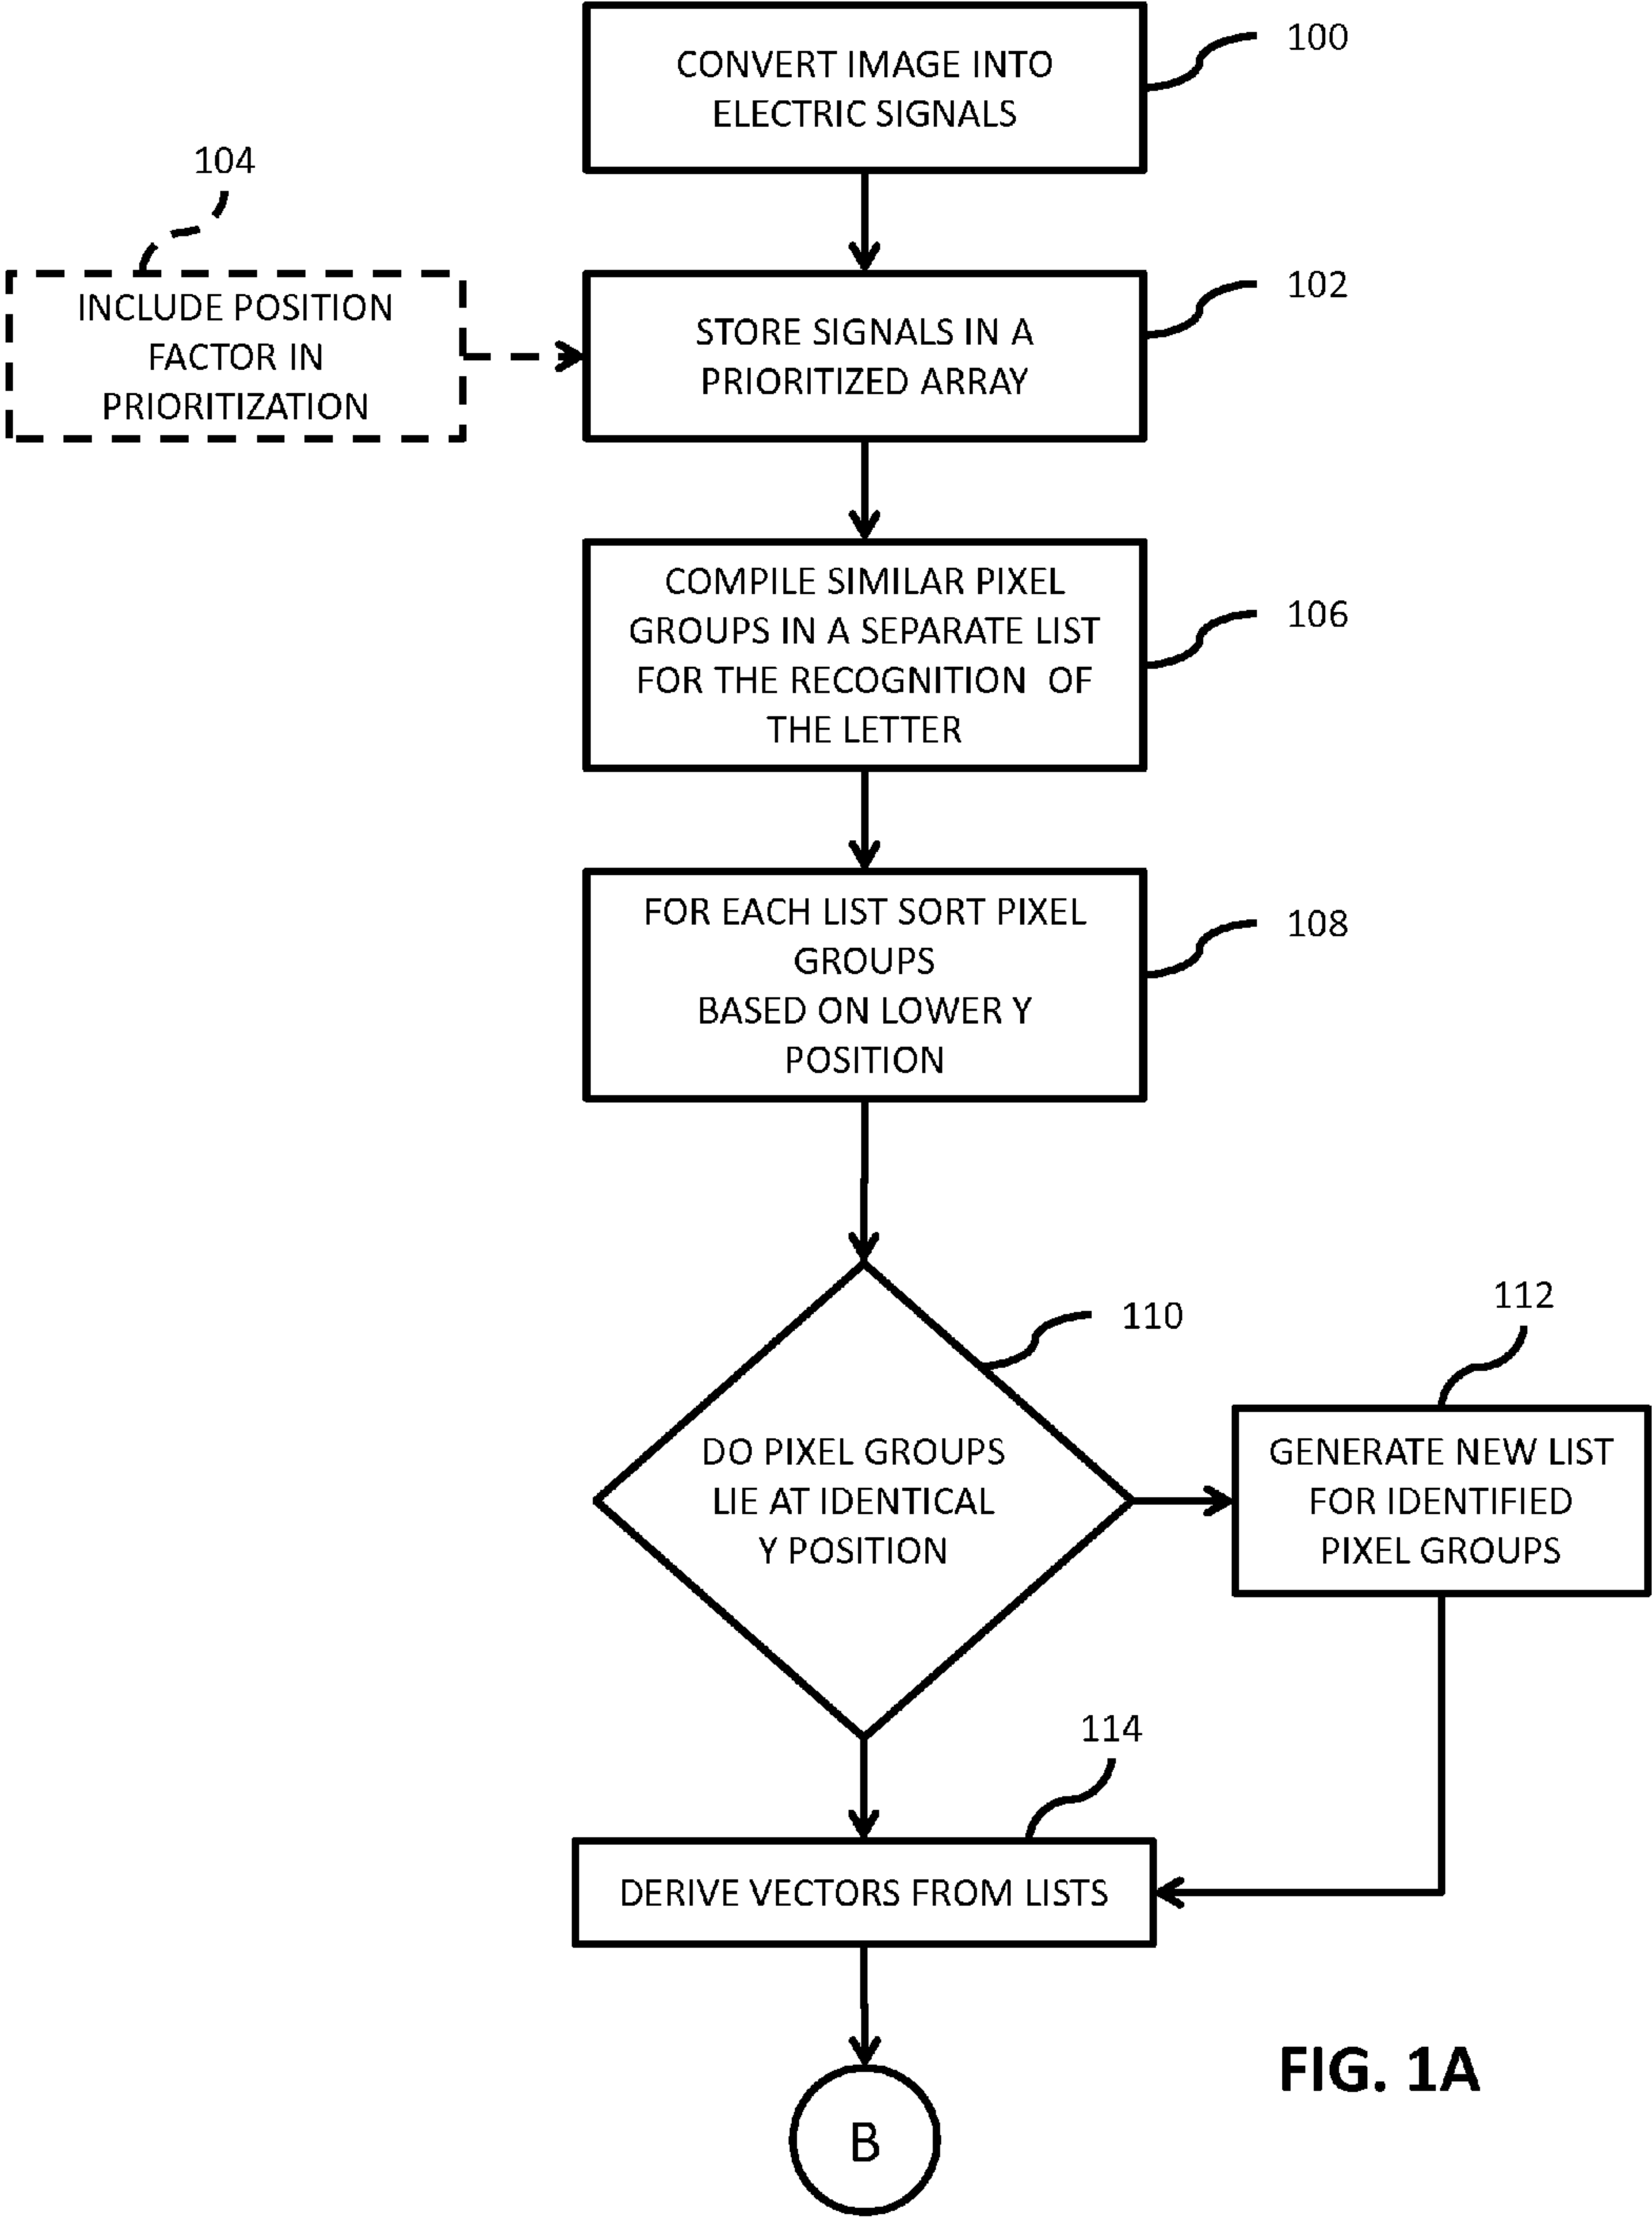 CONVERT IMAGE INTO
ELECTRIC SIGNALS
100
104
INCLUDE POSITION
FACTOR IN
PRIORITIZATION
STORE SIGNALS IN A
PRIORITIZED ARRAY
102
COMPILE SIMILAR PIXEL
GROUPS IN A SEPARATE LIST
FOR THE RECOGNITION OF
THE LETTER
106
FOR EACH LIST SORT PIXEL
GROUPS
BASED ON LOWER Y
POSITION
108
110
DO PIXEL GROUPS
LIE AT IDENTICAL
Y POSITION
112
GENERATE NEW LIST
FOR IDENTIFIED
PIXEL GROUPS
114
DERIVE VECTORS FROM LISTS
B
FIG. 1A